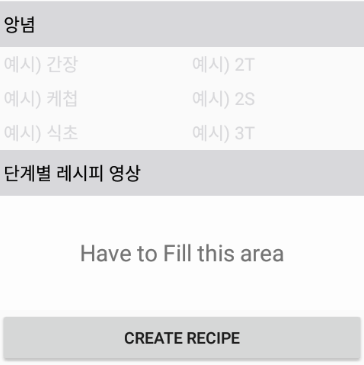 앙념
예시) 간장 예시) 2T
예시) 케첩 예시) 2S
예시) 식초 예시) 3T
단계별 레시피 영상
Have to Fill this area
CREATE RECIPE